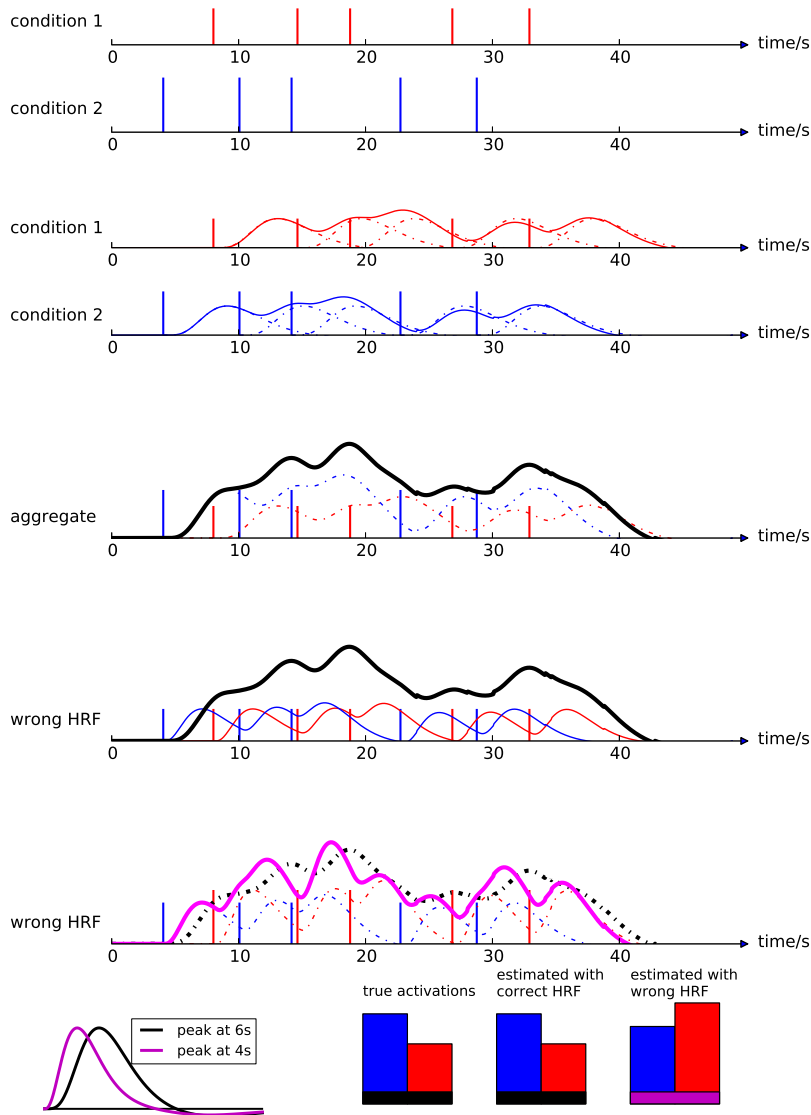 condition 1
time/s
0 10 20 30 40
condition 2
time/s
0 10 20 30 40
condition 1
time/s
0 10 20 30 40
condition 2
time/s
0 10 20 30 40
aggregate
time/s
0 10 20 30 40
wrong HRF
time/s
0 10 20 30 40
wrong HRF
time/s
0 10 20 30 40
true activations
estimated with
correct HRF
estimated with
wrong HRF
peak at 6s
peak at 4s